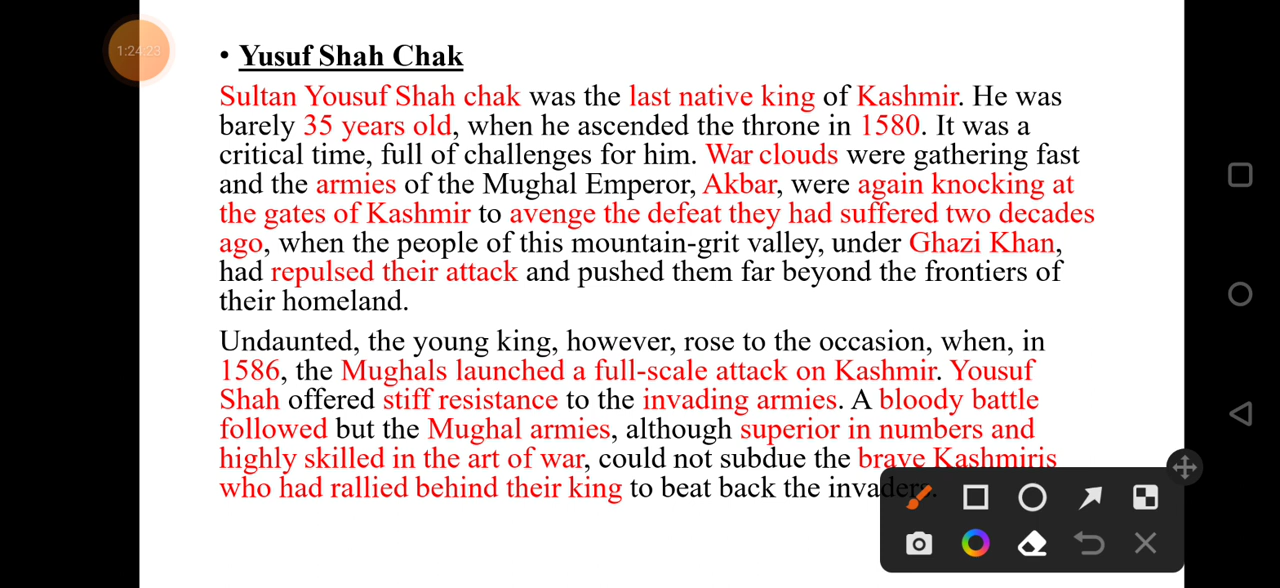 1:24:23
• Yusuf Shah Chak
Sultan Yousuf Shah chak was the last native king of Kashmir. He was
barely 35 years old, when he ascended the throne in 1580. It was a
critical time, full of challenges for him. War clouds were gathering fast
and the armies of the Mughal Emperor, Akbar, were again knocking at
the gates of Kashmir to avenge the defeat they had suffered two decades
ago, when the people of this mountain-grit valley, under Ghazi Khan,
had repulsed their attack and pushed them far beyond the frontiers of
their homeland.
Undaunted, the young king, however, rose to the occasion, when, in
1586, the Mughals launched a full-scale attack on Kashmir. Yousuf
Shah offered stiff resistance to the invading armies. A bloody battle
followed but the Mughal armies, although superior in numbers and
highly skilled in the art of war, could not subdue the brave Kashmiris
who had rallied behind their king to beat back the invaders.